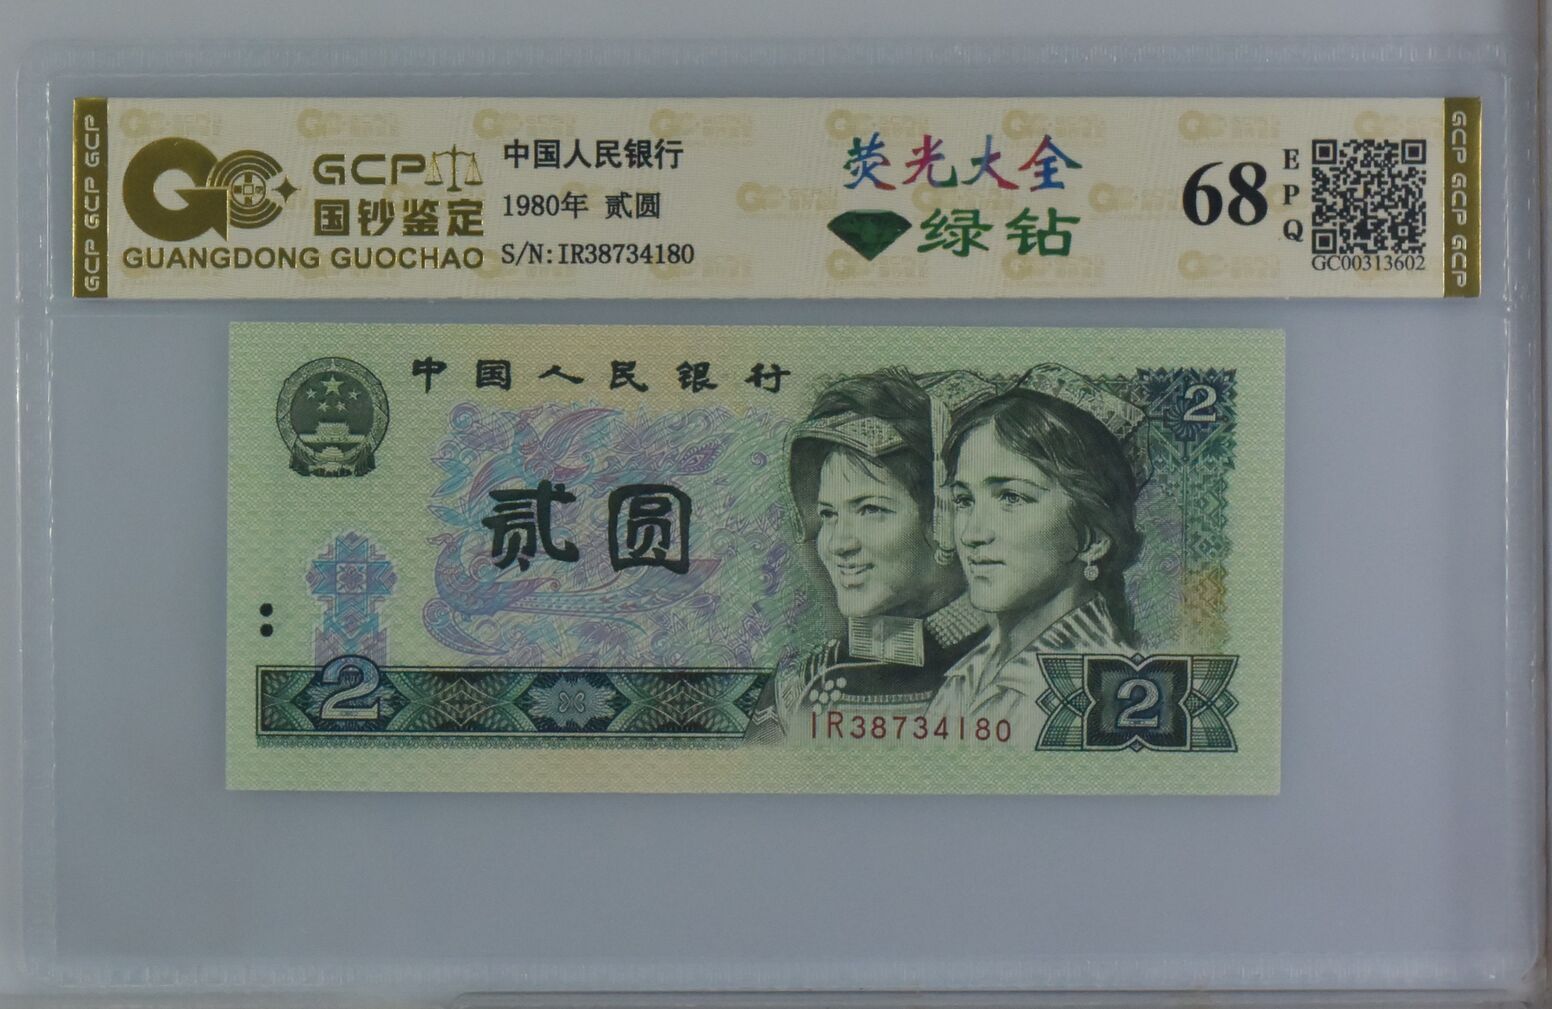 GCP GCP GCP
GCP
国钞鉴定
GUANGDONG GUOCHAO
中国人民银行
1980年 贰圆
S/N:IR38734180
荧光大全
绿钻
68
EPQ
GC00313602
GCP GCP GCP
中国人民银行
2
贰圆
2
IR38734180
2